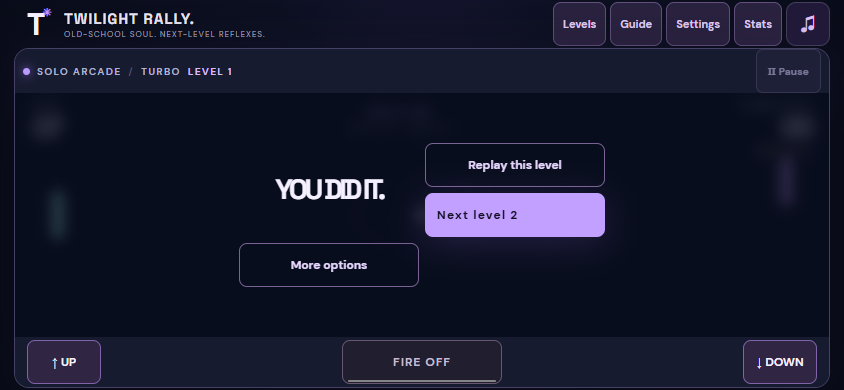 T* TWILIGHT RALLY.
OLD-SCHOOL SOUL. NEXT-LEVEL REFLEXES.
Levels
Guide
Settings
Stats
SOLO ARCADE / TURBO LEVEL 1
Pause
YOU DID IT.
Replay this level
Next level 2
More options
↑ UP
FIRE OFF
↓ DOWN